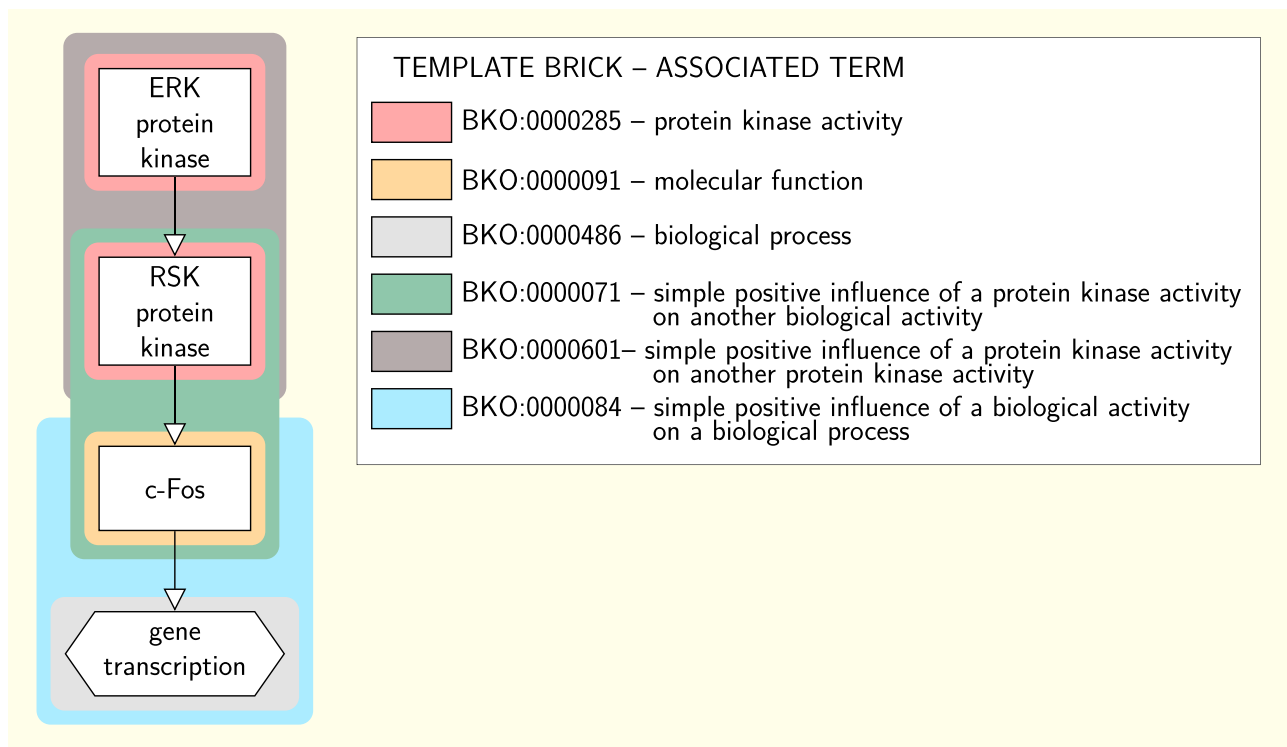 ERK
protein
kinase
RSK
protein
kinase
c-Fos
gene
transcription
TEMPLATE BRICK – ASSOCIATED TERM
BKO:0000285 – protein kinase activity
BKO:0000091 – molecular function
BKO:0000486 – biological process
BKO:0000071 – simple positive influence of a protein kinase activity
on another biological activity
BKO:0000601– simple positive influence of a protein kinase activity
on another protein kinase activity
BKO:0000084 – simple positive influence of a biological activity
on a biological process